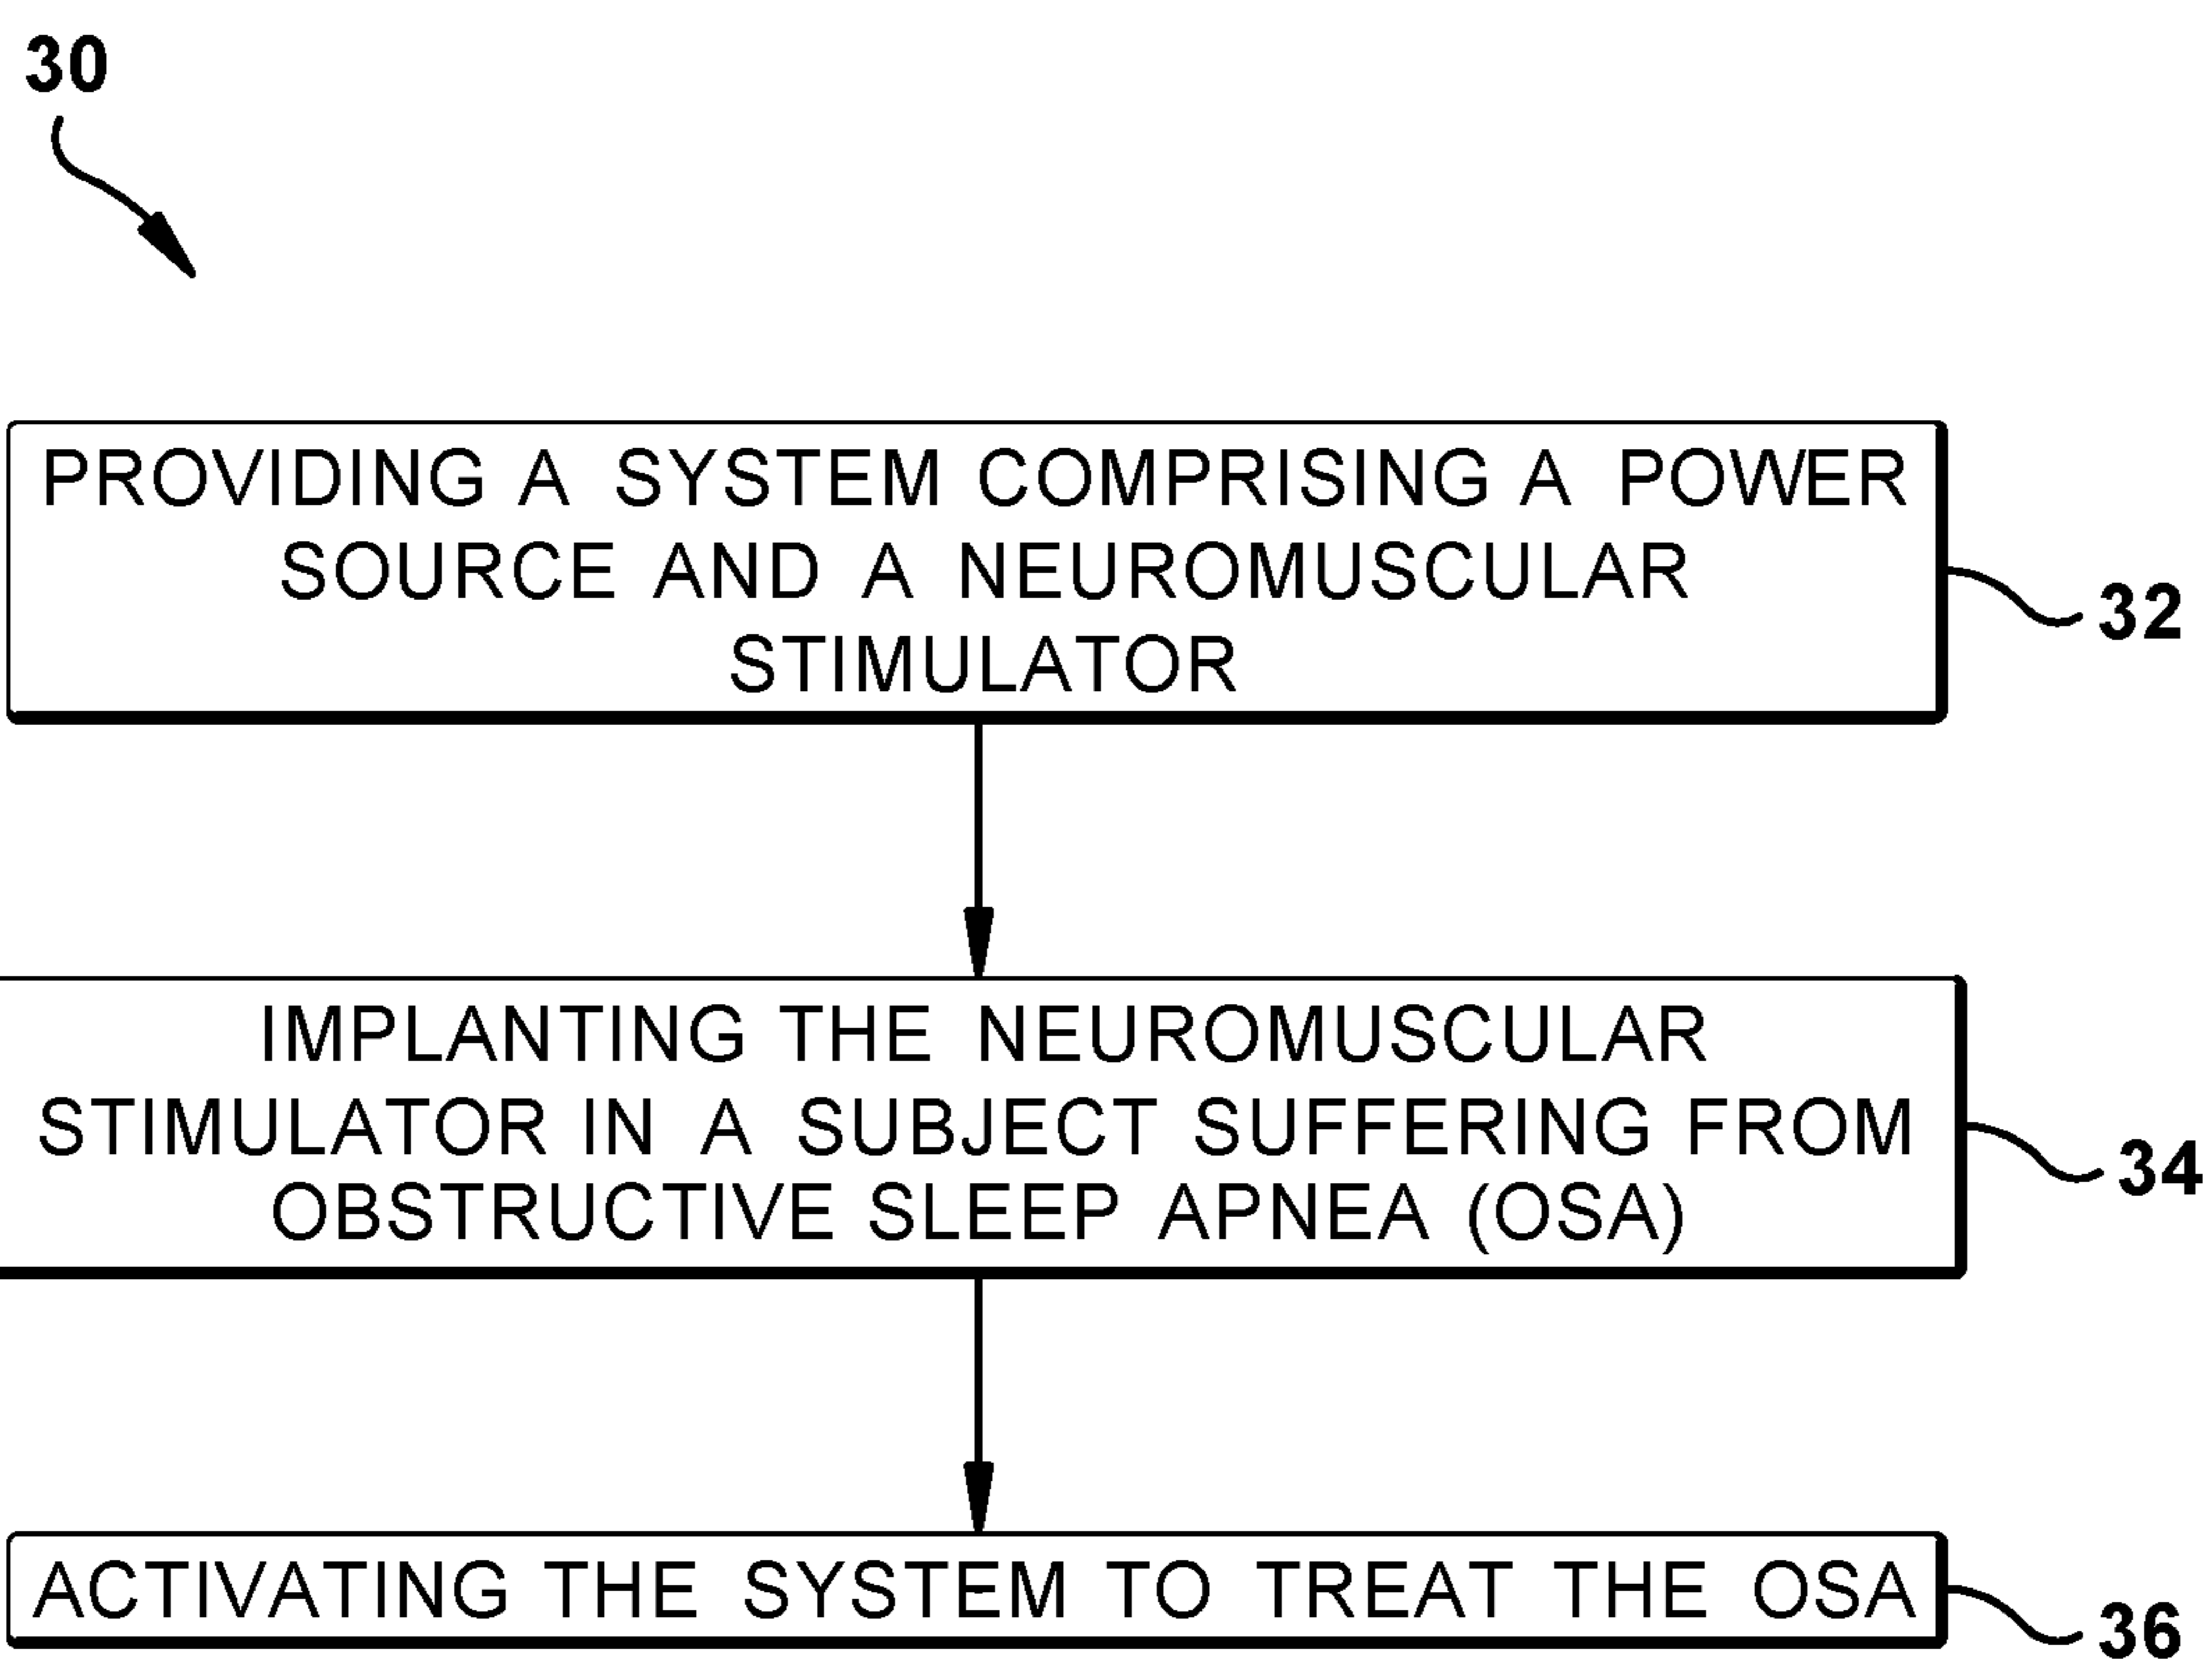 30
PROVIDING A SYSTEM COMPRISING A POWER
SOURCE AND A NEUROMUSCULAR
STIMULATOR
32
IMPLANTING THE NEUROMUSCULAR
STIMULATOR IN A SUBJECT SUFFERING FROM
OBSTRUCTIVE SLEEP APNEA (OSA)
34
ACTIVATING THE SYSTEM TO TREAT THE OSA
36